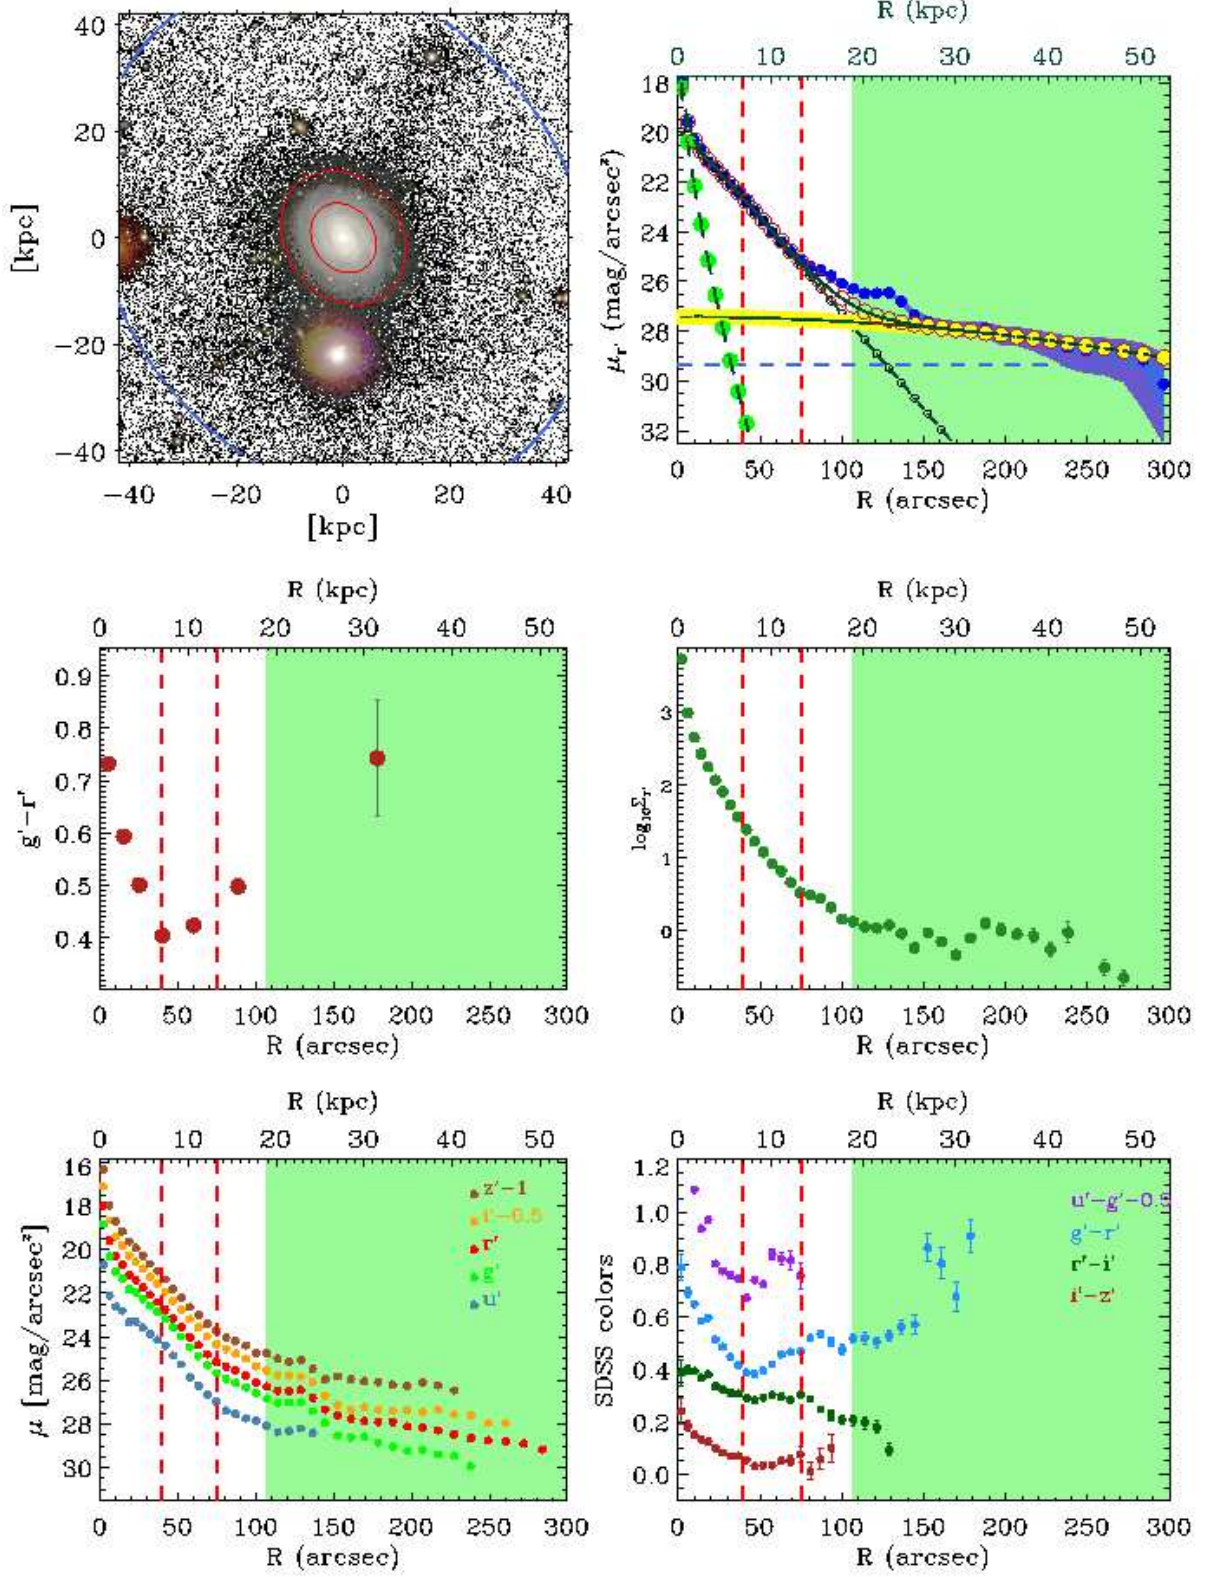 R (kpc)
0 10 20 30 40 50
40
20
0
−20
−40
[kpc]
−40 −20 0 20 40
[kpc]
18
20
22
24
26
28
30
32
μr (mag/arcsec²)
0 50 100 150 200 250 300
R (arcsec)
R (kpc)
0 10 20 30 40 50
0.9
0.8
0.7
0.6
0.5
0.4
g'−r'
0 50 100 150 200 250 300
R (arcsec)
R (kpc)
0 10 20 30 40 50
3
2
1
0
log₁₀Σr
0 50 100 150 200 250 300
R (arcsec)
R (kpc)
0 10 20 30 40 50
16
18
20
22
24
26
28
30
μ [mag/arcsec²]
z'−1
i'−0.5
r'
g'
u'
0 50 100 150 200 250 300
R (arcsec)
R (kpc)
0 10 20 30 40 50
1.2
1.0
0.8
0.6
0.4
0.2
0.0
SDSS colors
u'−g'−0.5
g'−r'
r'−i'
i'−z'
0 50 100 150 200 250 300
R (arcsec)